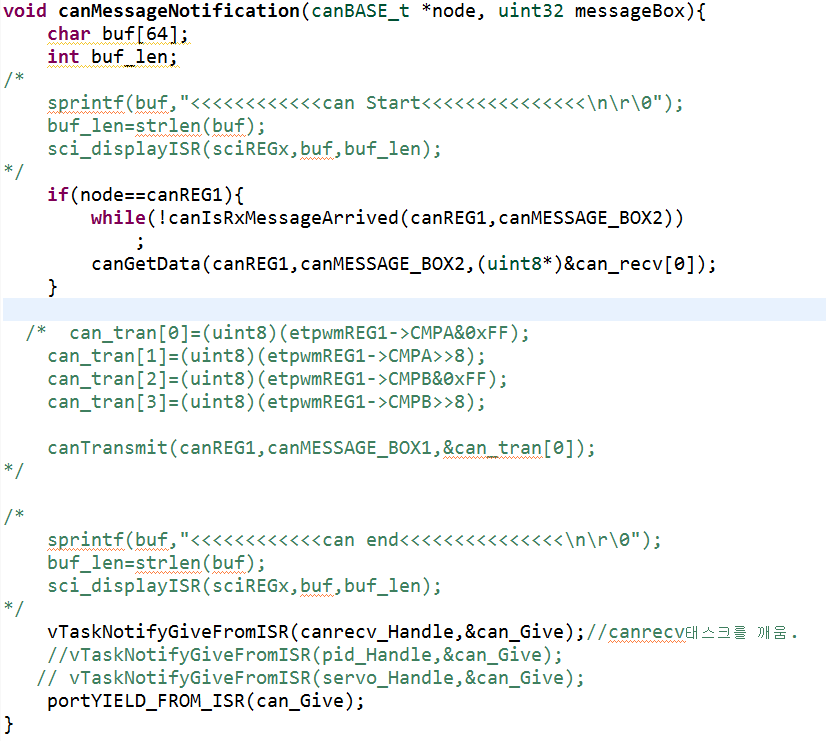 void canMessageNotification(canBASE_t *node, uint32 messageBox){
    char buf[64];
    int buf_len;
/*
    sprintf(buf,"<<<<<<<<<<<<can Start<<<<<<<<<<<<<<<\n\r\0");
    buf_len=strlen(buf);
    sci_displayISR(sciREGx,buf,buf_len);
*/
    if(node==canREG1){
        while(!canIsRxMessageArrived(canREG1,canMESSAGE_BOX2))
            ;
        canGetData(canREG1,canMESSAGE_BOX2,(uint8*)&can_recv[0]);
    }
  /*  can_tran[0]=(uint8)(etpwmREG1->CMPA&0xFF);
    can_tran[1]=(uint8)(etpwmREG1->CMPA>>8);
    can_tran[2]=(uint8)(etpwmREG1->CMPB&0xFF);
    can_tran[3]=(uint8)(etpwmREG1->CMPB>>8);
    canTransmit(canREG1,canMESSAGE_BOX1,&can_tran[0]);
*/
/*
    sprintf(buf,"<<<<<<<<<<<<can end<<<<<<<<<<<<<<<\n\r\0");
    buf_len=strlen(buf);
    sci_displayISR(sciREGx,buf,buf_len);
*/
    vTaskNotifyGiveFromISR(canrecv_Handle,&can_Give);//canrecv태스크를 깨움.
    //vTaskNotifyGiveFromISR(pid_Handle,&can_Give);
   // vTaskNotifyGiveFromISR(servo_Handle,&can_Give);
    portYIELD_FROM_ISR(can_Give);
}